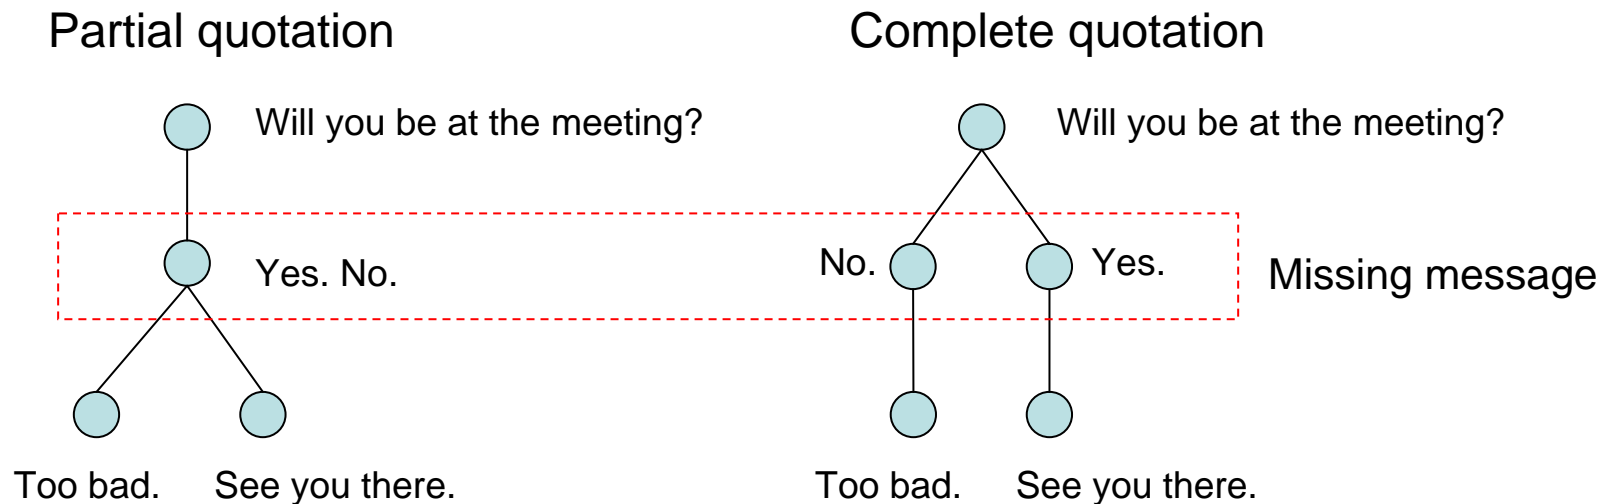 Partial quotation
Complete quotation
Will you be at the meeting?
Will you be at the meeting?
Yes. No.
No.
Yes.
Missing message
Too bad.
See you there.
Too bad.
See you there.